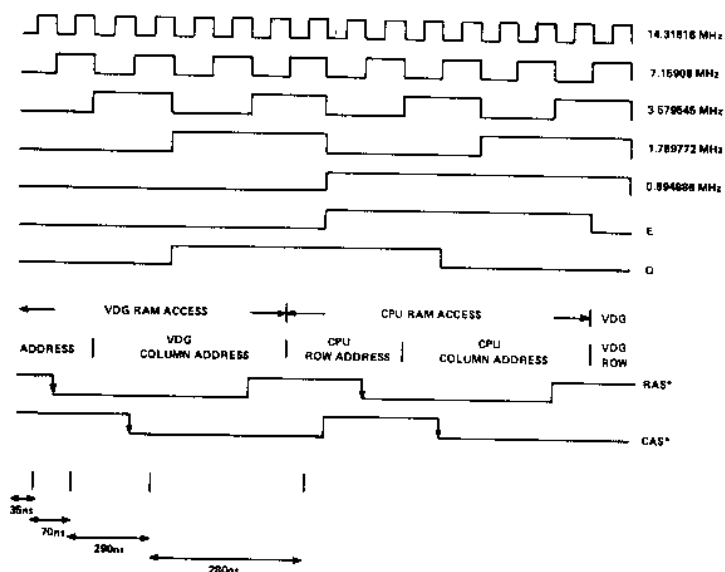 14.31818 MHz
7.15908 MHz
3.579545 MHz
1.789772 MHz
0.894886 MHz
E
Q
VDG RAM ACCESS
CPU RAM ACCESS
VDG
ADDRESS
VDG
COLUMN ADDRESS
CPU
ROW ADDRESS
CPU
COLUMN ADDRESS
VDG
ROW
RAS*
CAS*
35ns
70ns
290ns
280ns